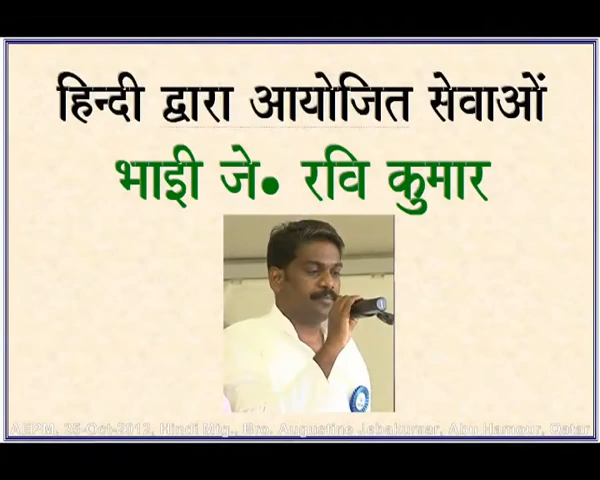 हिन्दी द्वारा आयोजित सेवाओं
भाईी जे॰ रवि कुमार
AEPM, 25-Oct-2012, Hindi Mtg., Bro. Augustine Jebakumar, Abu Hamour, Qatar